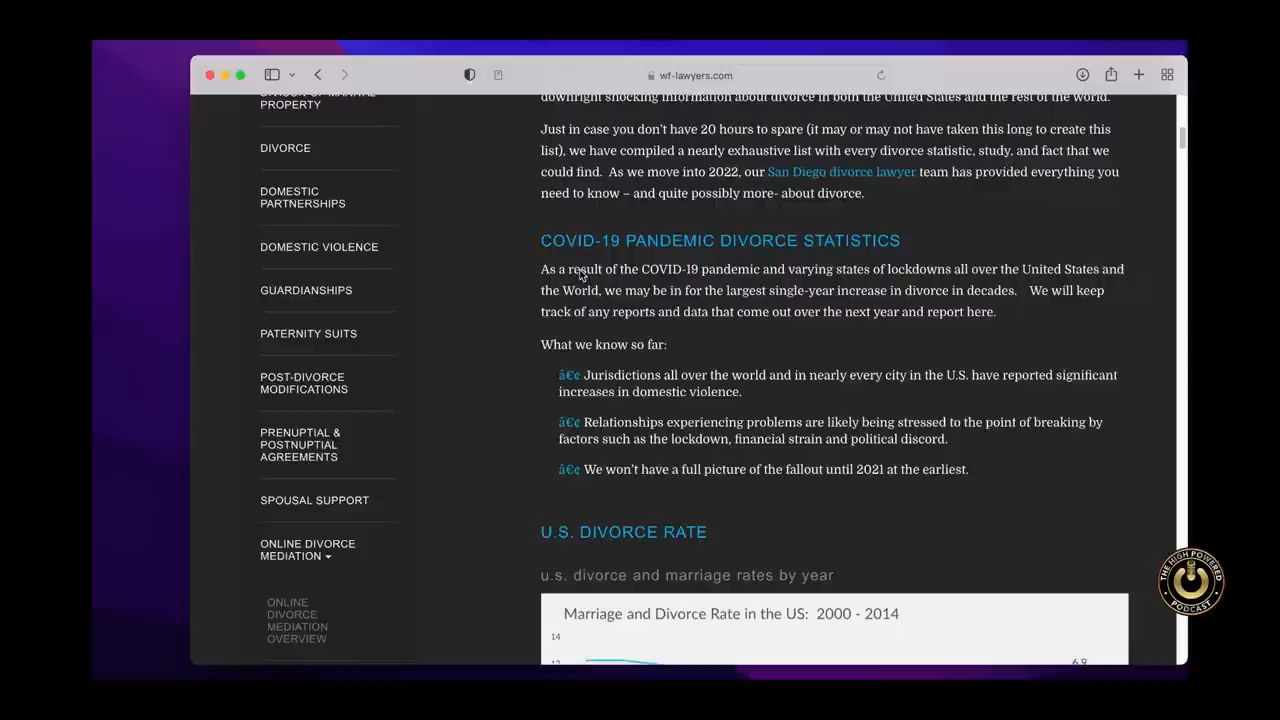 wf-lawyers.com
PROPERTY
DIVORCE
DOMESTIC
PARTNERSHIPS
DOMESTIC VIOLENCE
GUARDIANSHIPS
PATERNITY SUITS
POST-DIVORCE
MODIFICATIONS
PRENUPTIAL &
POSTNUPTIAL
AGREEMENTS
SPOUSAL SUPPORT
ONLINE DIVORCE
MEDIATION
ONLINE
DIVORCE
MEDIATION
OVERVIEW
downright shocking information about divorce in both the United States and the rest of the world.
Just in case you don’t have 20 hours to spare (it may or may not have taken this long to create this
list), we have compiled a nearly exhaustive list with every divorce statistic, study, and fact that we
could find. As we move into 2022, our San Diego divorce lawyer team has provided everything you
need to know – and quite possibly more- about divorce.
COVID-19 PANDEMIC DIVORCE STATISTICS
As a result of the COVID-19 pandemic and varying states of lockdowns all over the United States and
the World, we may be in for the largest single-year increase in divorce in decades. We will keep
track of any reports and data that come out over the next year and report here.
What we know so far:
â€¢ Jurisdictions all over the world and in nearly every city in the U.S. have reported significant
increases in domestic violence.
â€¢ Relationships experiencing problems are likely being stressed to the point of breaking by
factors such as the lockdown, financial strain and political discord.
â€¢ We won’t have a full picture of the fallout until 2021 at the earliest.
U.S. DIVORCE RATE
u.s. divorce and marriage rates by year
Marriage and Divorce Rate in the US: 2000 - 2014
14
THE HIGH POWERED
PODCAST